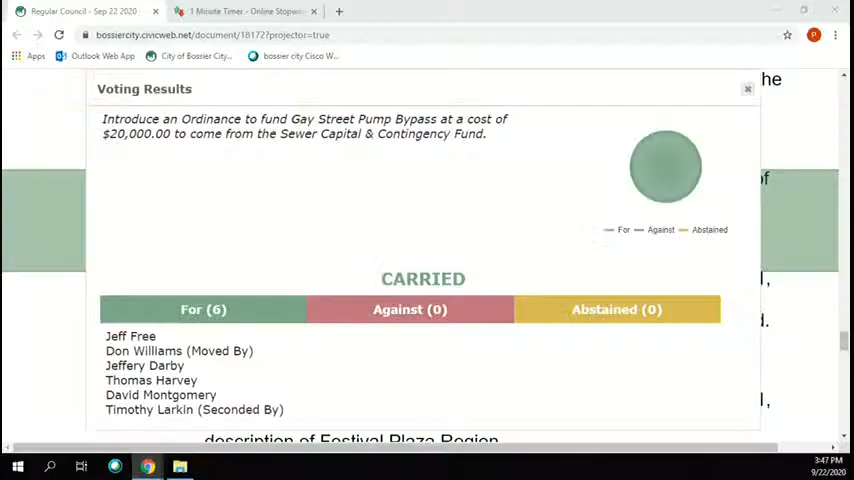 Regular Council - Sep 22 2020
1 Minute Timer - Online Stopw
bossiercity.civicweb.net/document/18172?projector=true
P
Apps
Outlook Web App
City of Bossier City...
bossier city Cisco W...
he
Voting Results
Introduce an Ordinance to fund Gay Street Pump Bypass at a cost of
$20,000.00 to come from the Sewer Capital & Contingency Fund.
of
For
Against
Abstained
CARRIED
For (6)
Against (0)
Abstained (0)
d.
Jeff Free
Don Williams (Moved By)
Jeffery Darby
Thomas Harvey
David Montgomery
Timothy Larkin (Seconded By)
description of Festival Plaza Region
3:47 PM
9/22/2020